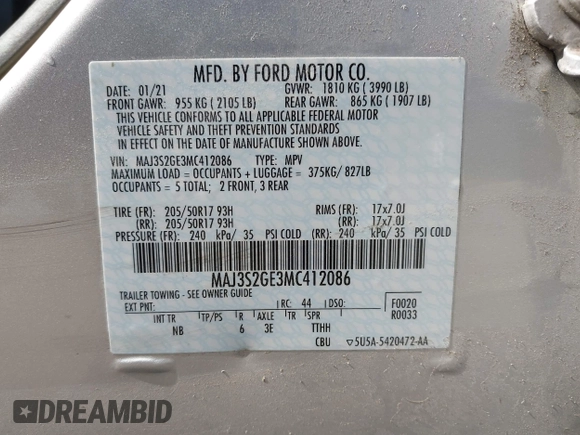 MFD. BY FORD MOTOR CO.
DATE: 01/21 GVWR: 1810 KG ( 3990 LB)
FRONT GAWR: 955 KG ( 2105 LB) REAR GAWR: 865 KG ( 1907 LB)
THIS VEHICLE CONFORMS TO ALL APPLICABLE FEDERAL MOTOR
VEHICLE SAFETY AND THEFT PREVENTION STANDARDS
IN EFFECT ON THE DATE OF MANUFACTURE SHOWN ABOVE.
VIN: MAJ3S2GE3MC412086 TYPE: MPV
MAXIMUM LOAD = OCCUPANTS + LUGGAGE = 375KG/ 827LB
OCCUPANTS = 5 TOTAL; 2 FRONT, 3 REAR
TIRE (FR): 205/50R17 93H RIMS (FR): 17x7.0J
(RR): 205/50R17 93H (RR): 17x7.0J
PRESSURE (FR): 240 kPa/ 35 PSI COLD (RR): 240 kPa/ 35 PSI COLD
MAJ3S2GE3MC412086
TRAILER TOWING - SEE OWNER GUIDE
EXT PNT: RC: 44 DSO: F0020
R0033
INT TR TP/PS R AXLE TR SPR
NB 6 3E TTHH
CBU ▽5U5A-5420472-AA
DREAMBID